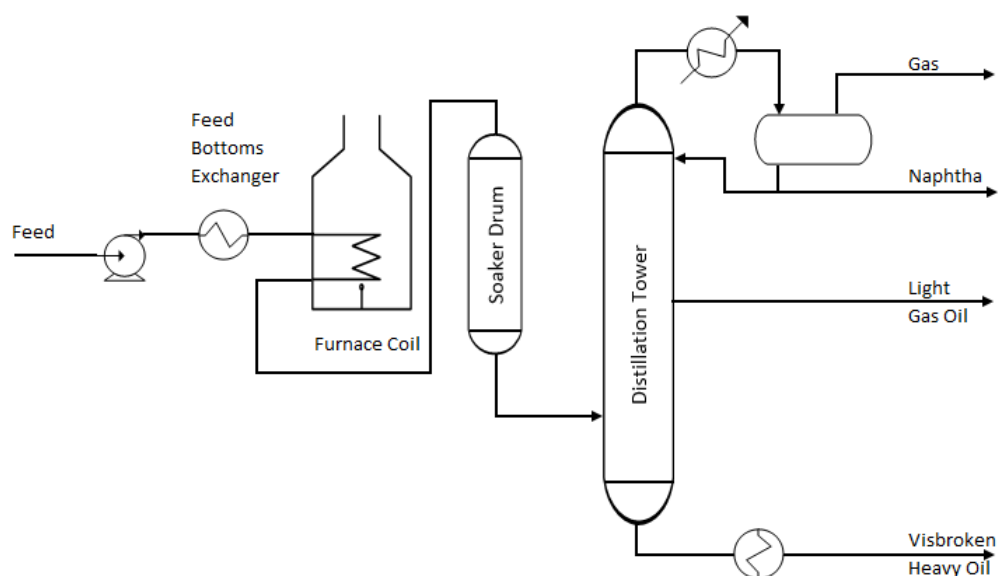 Feed
Bottoms
Exchanger
Feed
Furnace Coil
Soaker Drum
Distillation Tower
Gas
Naphtha
Light
Gas Oil
Visbroken
Heavy Oil